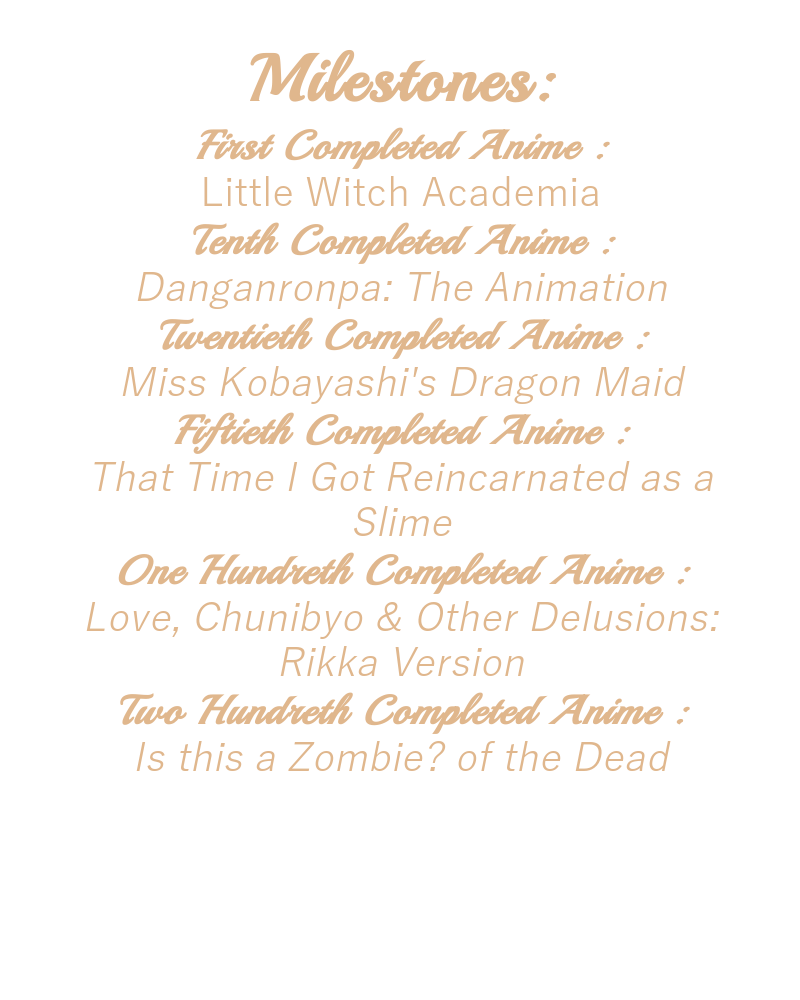 Milestones:
First Completed Anime :
Little Witch Academia
Tenth Completed Anime :
Danganronpa: The Animation
Twentieth Completed Anime :
Miss Kobayashi's Dragon Maid
Fiftieth Completed Anime :
That Time I Got Reincarnated as a
Slime
One Hundreth Completed Anime :
Love, Chunibyo & Other Delusions:
Rikka Version
Two Hundreth Completed Anime :
Is this a Zombie? of the Dead